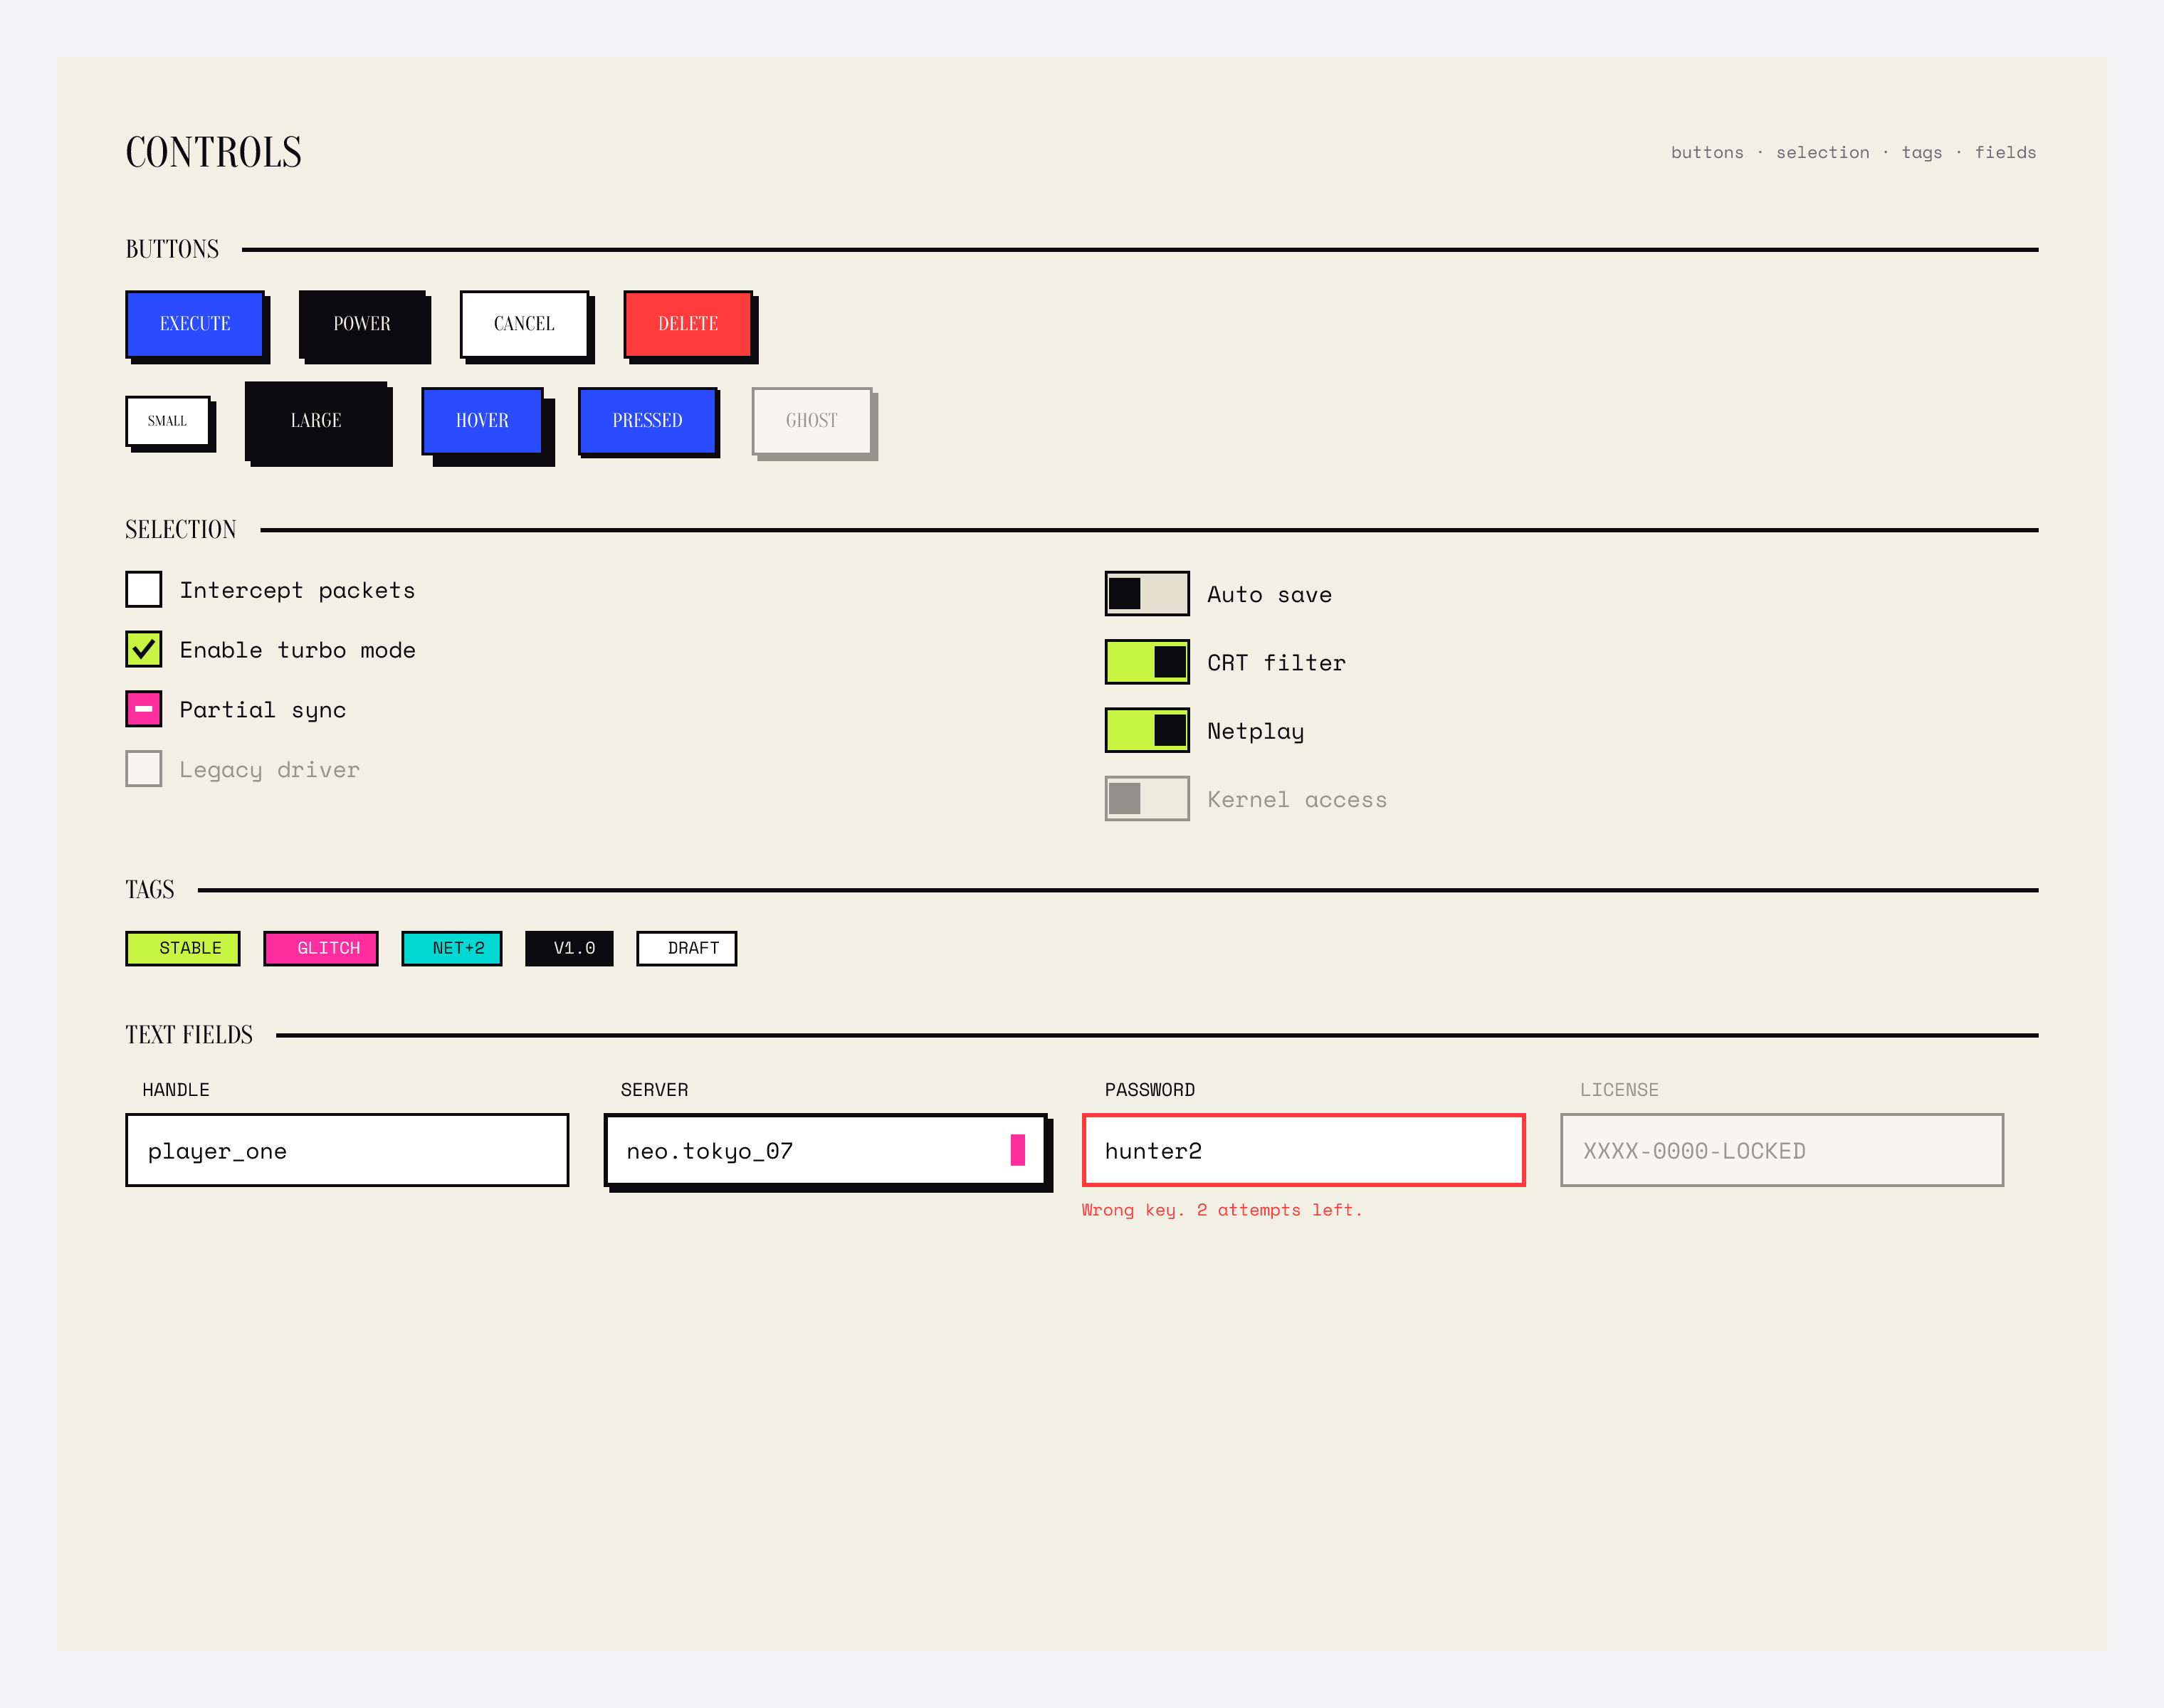 CONTROLS
buttons · selection · tags · fields
BUTTONS
EXECUTE
POWER
CANCEL
DELETE
SMALL
LARGE
HOVER
PRESSED
GHOST
SELECTION
Intercept packets
Enable turbo mode
Partial sync
Legacy driver
Auto save
CRT filter
Netplay
Kernel access
TAGS
STABLE
GLITCH
NET+2
V1.0
DRAFT
TEXT FIELDS
HANDLE
player_one
SERVER
neo.tokyo_07
PASSWORD
hunter2
Wrong key. 2 attempts left.
LICENSE
XXXX-0000-LOCKED